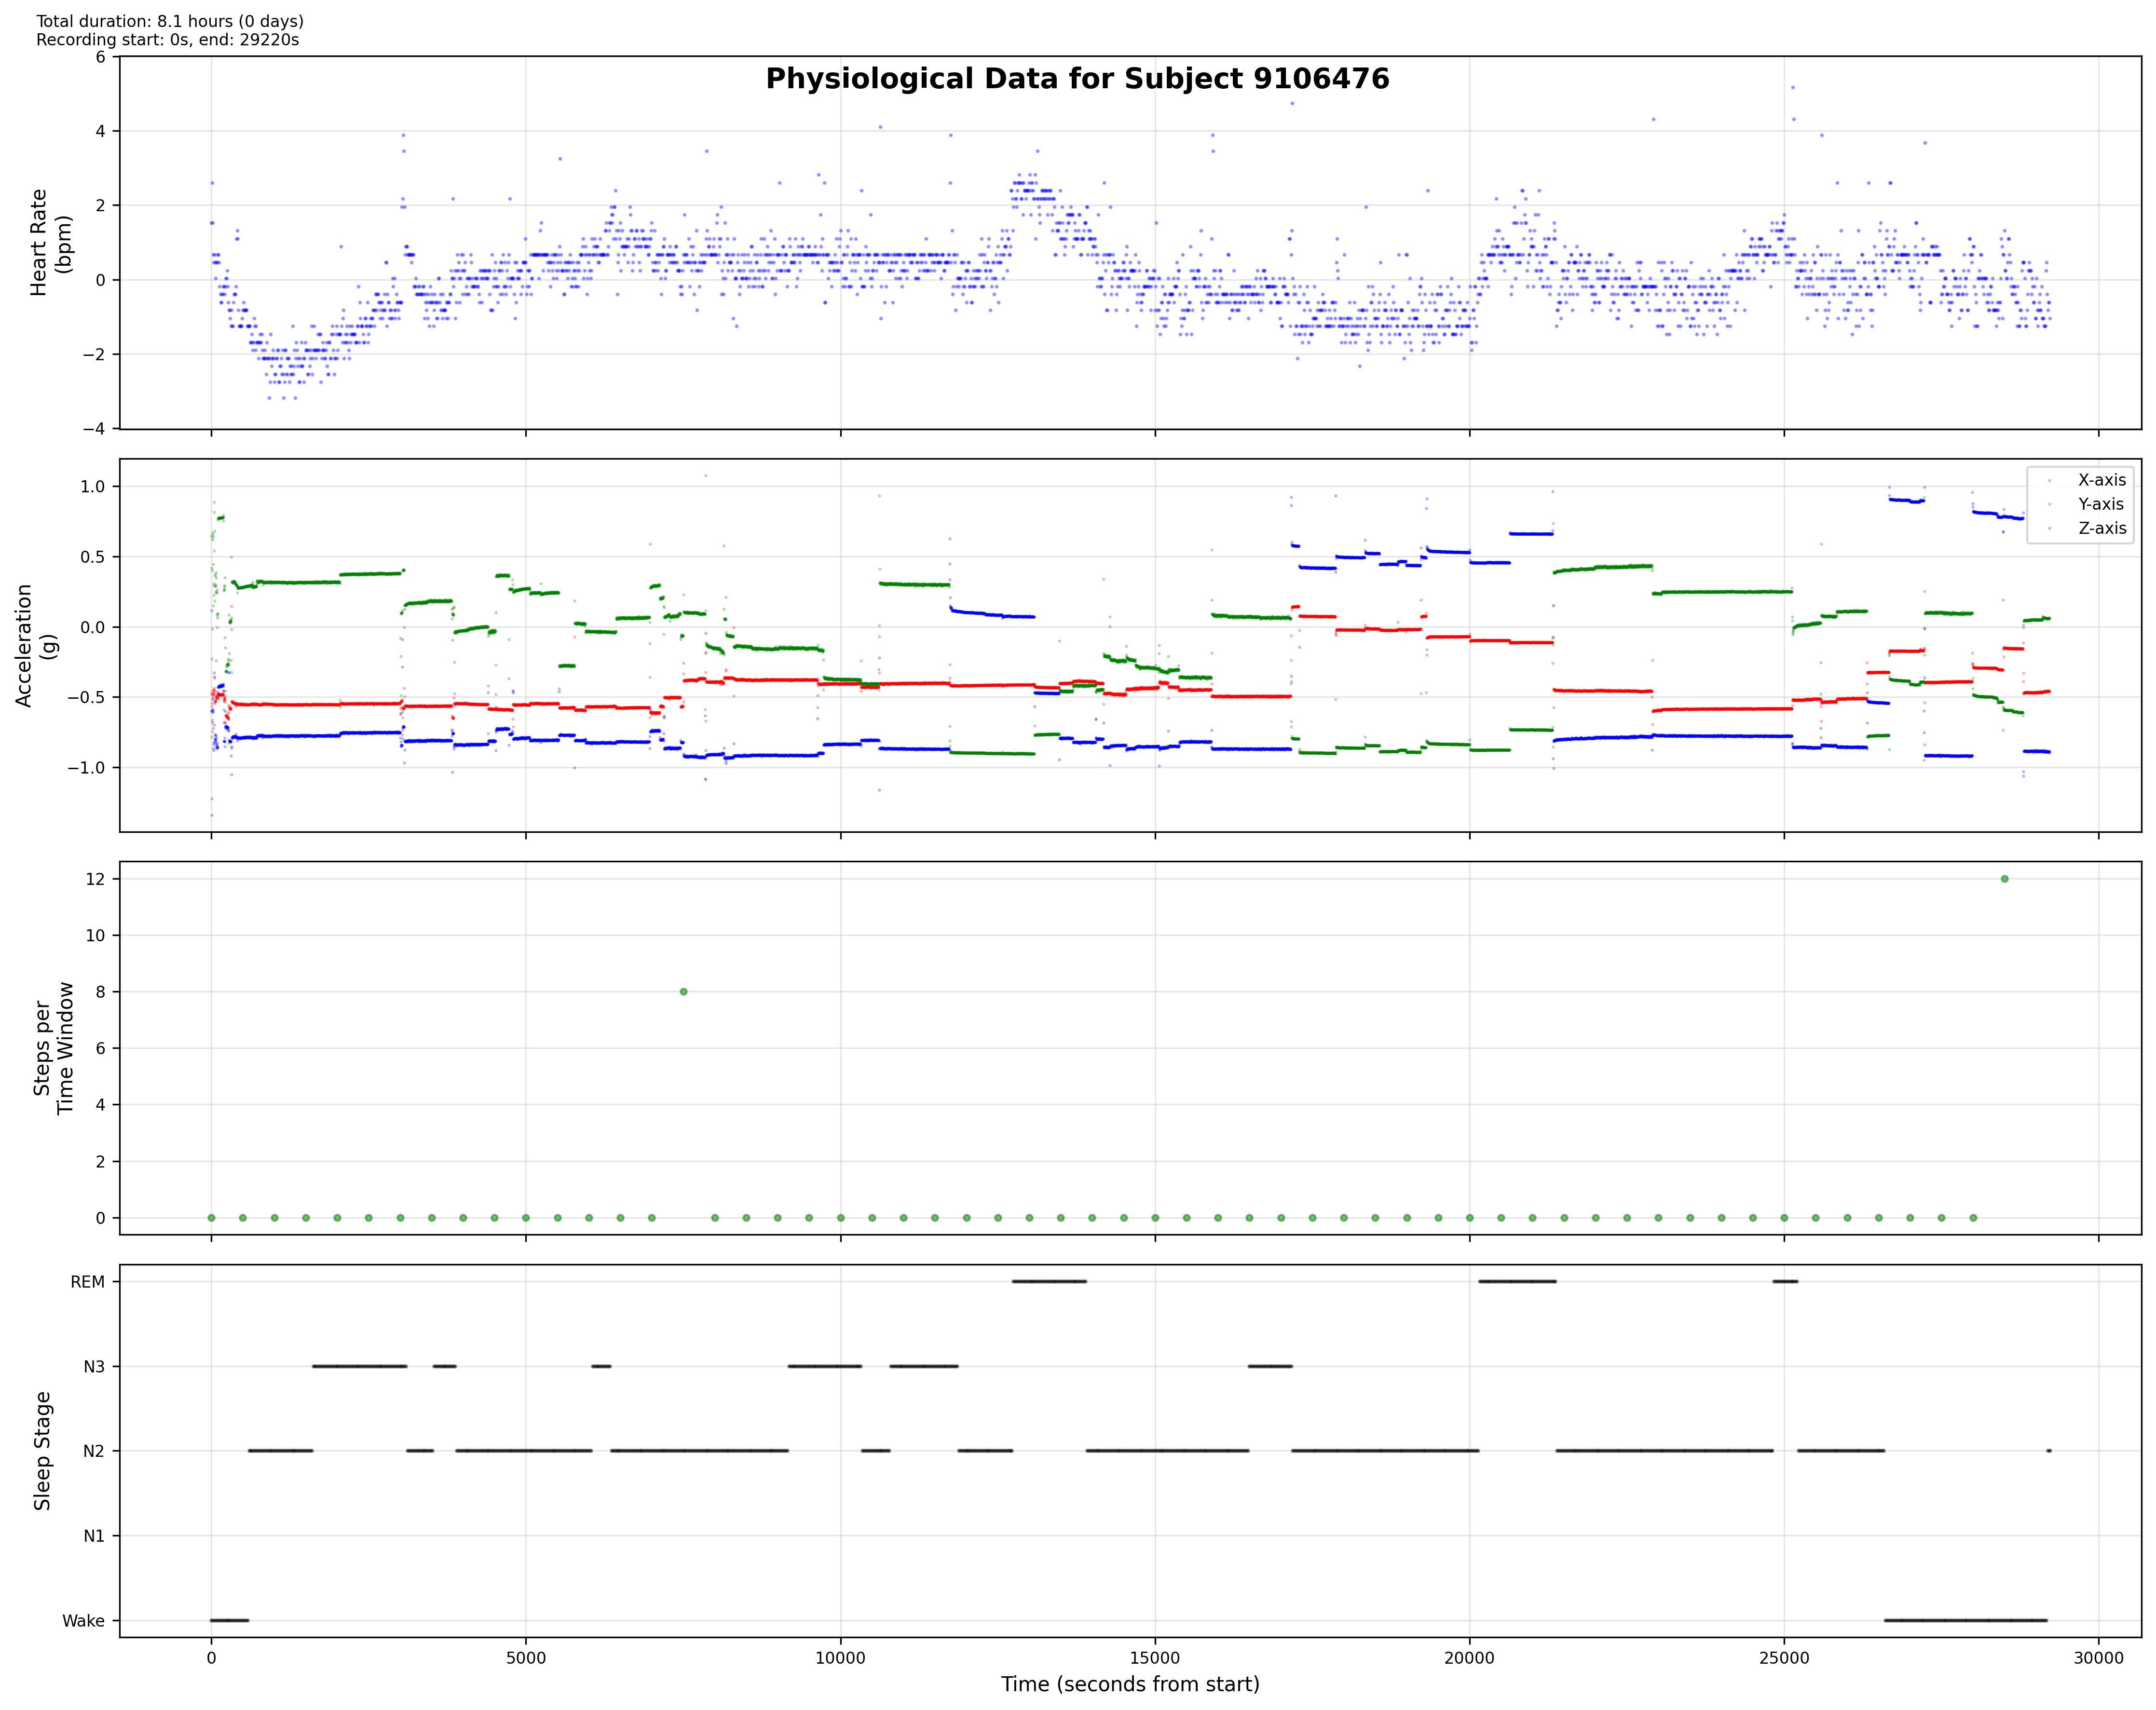 Total duration: 8.1 hours (0 days)
Recording start: 0s, end: 29220s
Physiological Data for Subject 9106476
6
4
2
0
−2
−4
Heart Rate
(bpm)
1.0
0.5
0.0
−0.5
−1.0
Acceleration
(g)
X-axis
Y-axis
Z-axis
12
10
8
6
4
2
0
Steps per
Time Window
REM
N3
N2
N1
Wake
Sleep Stage
0
5000
10000
15000
20000
25000
30000
Time (seconds from start)